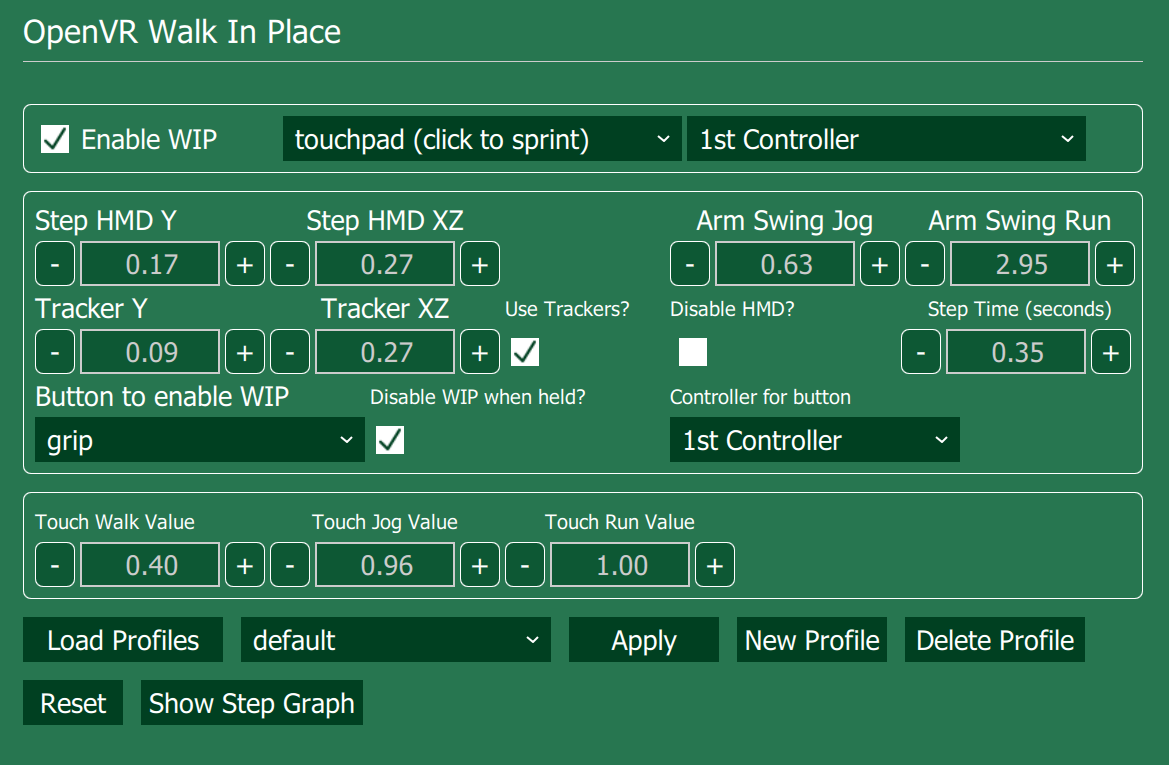 OpenVR Walk In Place
Enable WIP touchpad (click to sprint) 1st Controller
Step HMD Y Step HMD XZ Arm Swing Jog Arm Swing Run
- 0.17 + - 0.27 + - 0.63 + - 2.95 +
Tracker Y Tracker XZ Use Trackers? Disable HMD? Step Time (seconds)
- 0.09 + - 0.27 + - 0.35 +
Button to enable WIP Disable WIP when held? Controller for button
grip 1st Controller
Touch Walk Value Touch Jog Value Touch Run Value
- 0.40 + - 0.96 + - 1.00 +
Load Profiles default Apply New Profile Delete Profile
Reset Show Step Graph